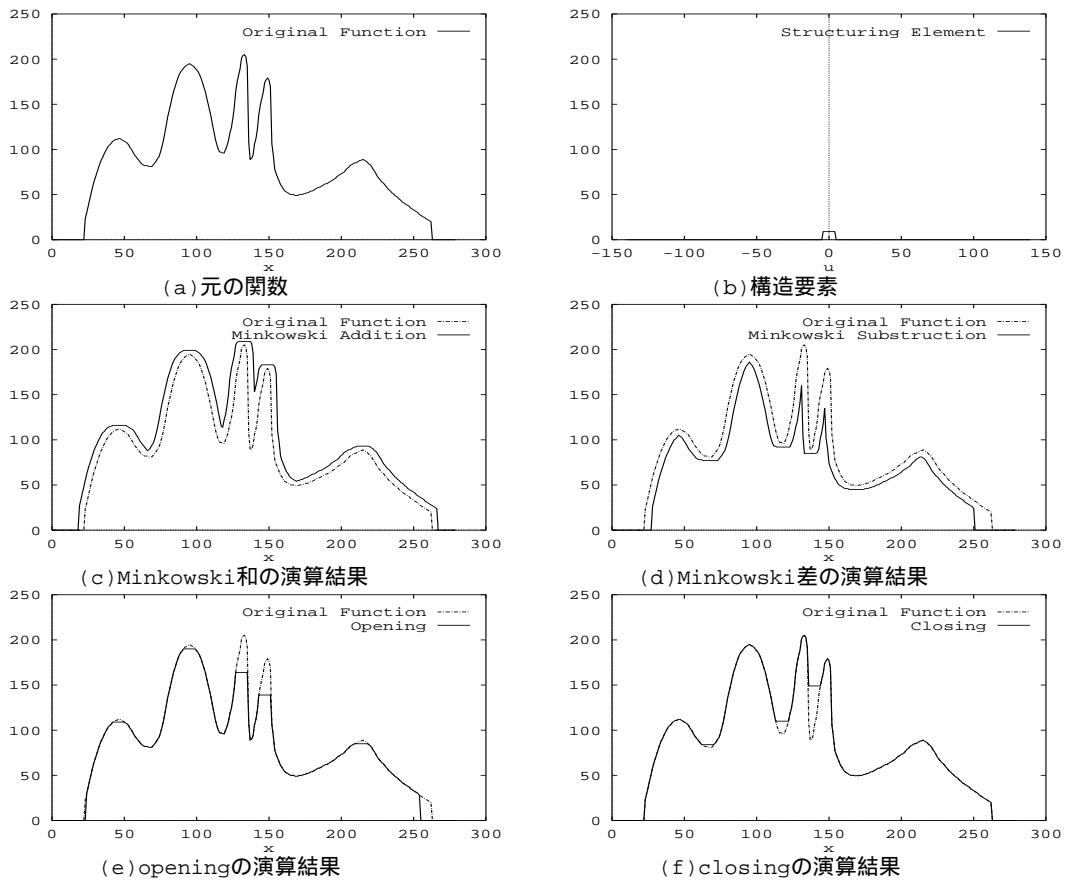 250
200
150
100
50
0
Original Function
0 50 100 150 200 250 300
x
(a)元の関数
250
200
150
100
50
0
Structuring Element
-150 -100 -50 0 50 100 150
u
(b)構造要素
250
200
150
100
50
0
Original Function
Minkowski Addition
0 50 100 150 200 250 300
x
(c)Minkowski和の演算結果
250
200
150
100
50
0
Original Function
Minkowski Substruction
0 50 100 150 200 250 300
x
(d)Minkowski差の演算結果
250
200
150
100
50
0
Original Function
Opening
0 50 100 150 200 250 300
x
(e)openingの演算結果
250
200
150
100
50
0
Original Function
Closing
0 50 100 150 200 250 300
x
(f)closingの演算結果